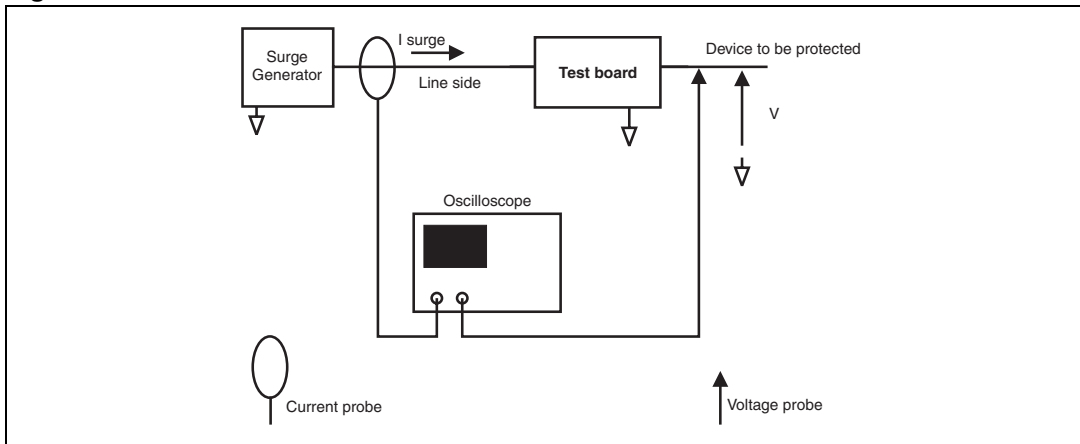 I surge
Surge
Generator
Line side
Test board
Device to be protected
V
Oscilloscope
Current probe
Voltage probe